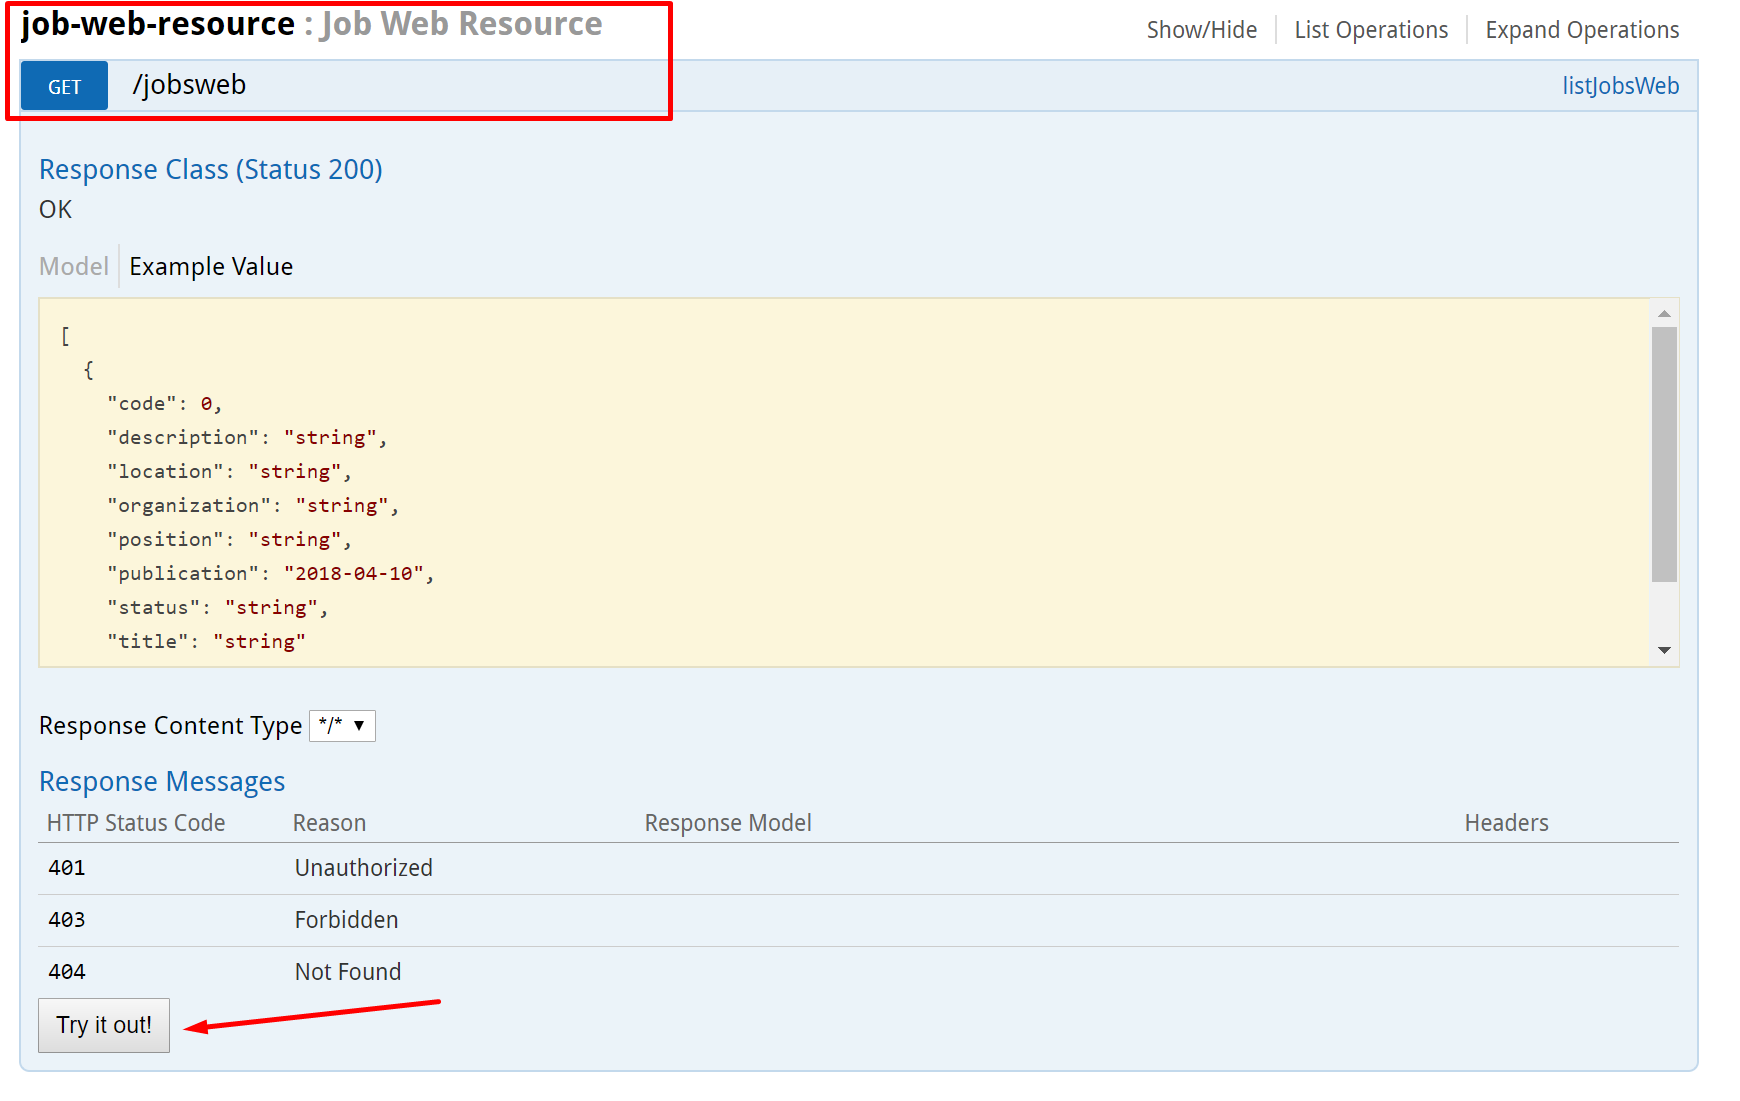 job-web-resource : Job Web Resource
Show/Hide
List Operations
Expand Operations
GET /jobsweb
listJobsWeb
Response Class (Status 200)
OK
Model
Example Value
[
{
"code": 0,
"description": "string",
"location": "string",
"organization": "string",
"position": "string",
"publication": "2018-04-10",
"status": "string",
"title": "string"
Response Content Type */*
Response Messages
HTTP Status Code Reason Response Model Headers
401 Unauthorized
403 Forbidden
404 Not Found
Try it out!